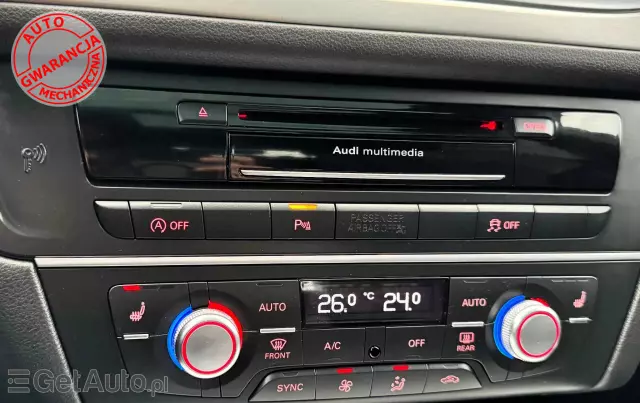 AUTO
GWARANCJA
MECHANICZNA
Audi multimedia
A OFF
P
PASSENGER
AIRBAG OFF
OFF
AUTO
26.0 °C 24.0
AUTO
FRONT
A/C
OFF
REAR
SYNC
GetAuto.pl